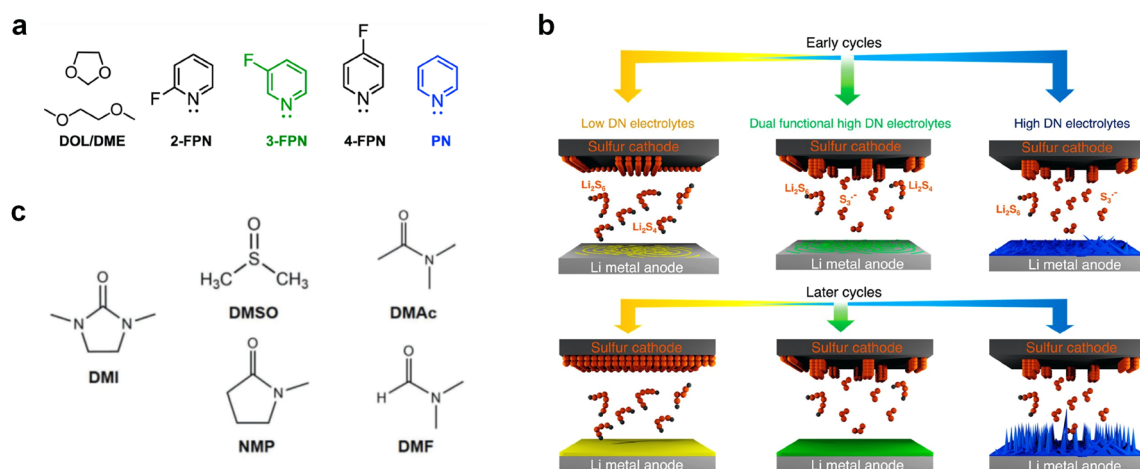 a
O
O
O
O
DOL/DME
F
N
2-FPN
F
N
3-FPN
F
N
4-FPN
N
PN
b
Early cycles
Low DN electrolytes
Dual functional high DN electrolytes
High DN electrolytes
Sulfur cathode
Sulfur cathode
Sulfur cathode
Li₂S₆
Li₂S₄
Li₂S₆
S₃·⁻
Li₂S₄
Li₂S₆
S₃·⁻
Li metal anode
Li metal anode
Li metal anode
Later cycles
Sulfur cathode
Sulfur cathode
Sulfur cathode
Li metal anode
Li metal anode
Li metal anode
c
O
N
N
DMI
O
S
H₃C
CH₃
DMSO
O
N
DMAc
O
N
NMP
O
H
N
DMF